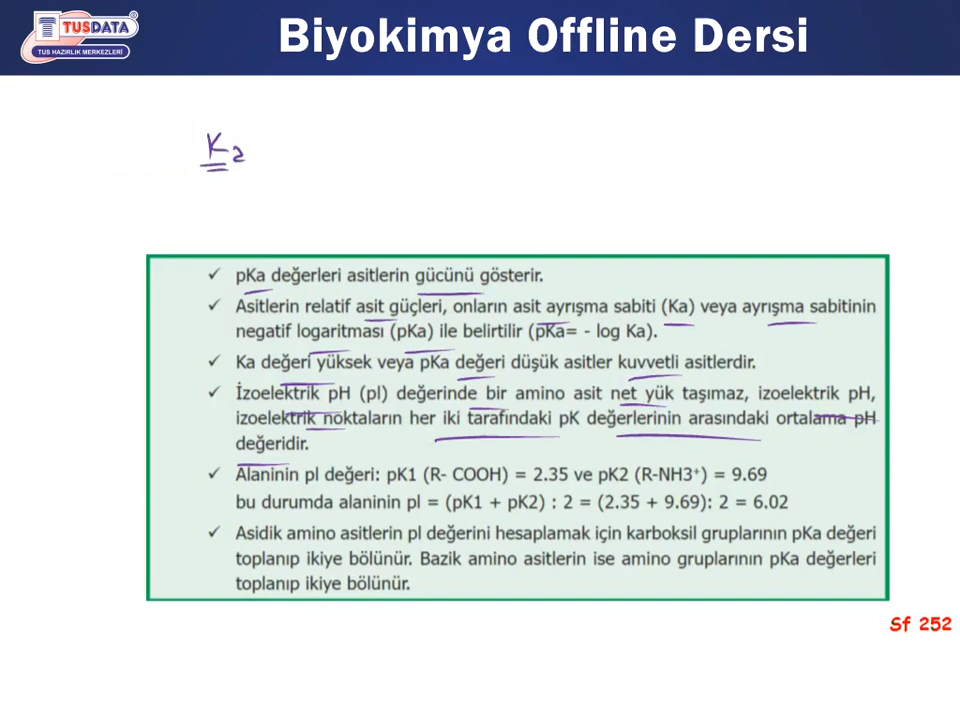 TUSDATA
TUS HAZIRLIK MERKEZLERİ
Biyokimya Offline Dersi
Ka
✓ pKa değerleri asitlerin gücünü gösterir.
✓ Asitlerin relatif asit güçleri, onların asit ayrışma sabiti (Ka) veya ayrışma sabitinin
negatif logaritması (pKa) ile belirtilir (pKa= - log Ka).
✓ Ka değeri yüksek veya pKa değeri düşük asitler kuvvetli asitlerdir.
✓ İzoelektrik pH (pl) değerinde bir amino asit net yük taşımaz, izoelektrik pH,
izoelektrik noktaların her iki tarafındaki pK değerlerinin arasındaki ortalama pH
değeridir.
✓ Alaninin pl değeri: pK1 (R- COOH) = 2.35 ve pK2 (R-NH3⁺) = 9.69
bu durumda alaninin pl = (pK1 + pK2) : 2 = (2.35 + 9.69): 2 = 6.02
✓ Asidik amino asitlerin pl değerini hesaplamak için karboksil gruplarının pKa değeri
toplanıp ikiye bölünür. Bazik amino asitlerin ise amino gruplarının pKa değerleri
toplanıp ikiye bölünür.
Sf 252